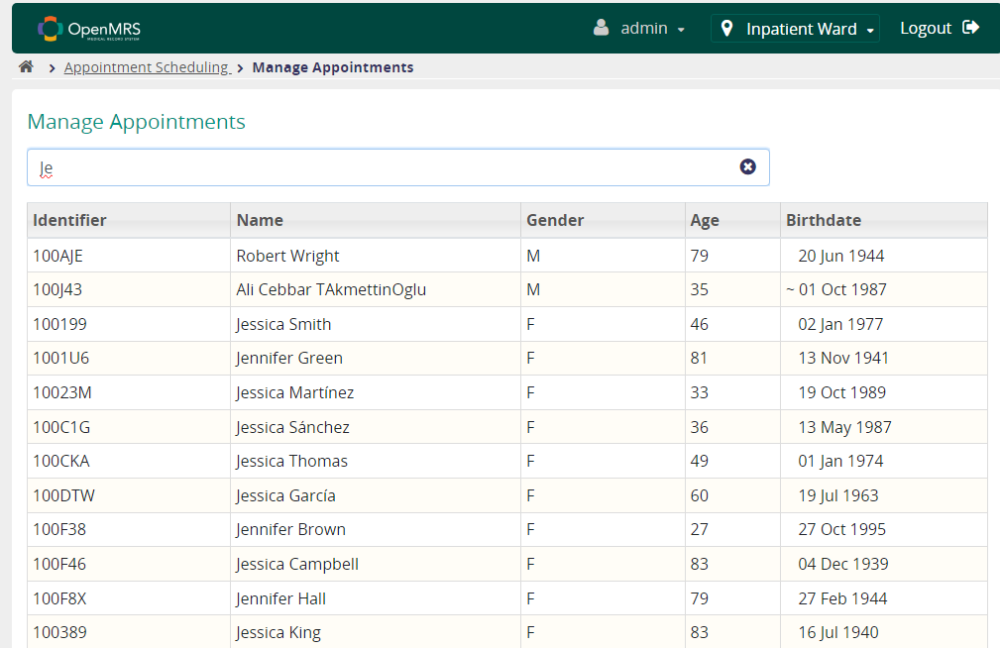 OpenMRS
MEDICAL RECORD SYSTEM
admin
Inpatient Ward
Logout
Appointment Scheduling > Manage Appointments
Manage Appointments
Je
Identifier Name Gender Age Birthdate
100AJE Robert Wright M 79 20 Jun 1944
100J43 Ali Cebbar TAkmettinOglu M 35 ~ 01 Oct 1987
100199 Jessica Smith F 46 02 Jan 1977
1001U6 Jennifer Green F 81 13 Nov 1941
10023M Jessica Martínez F 33 19 Oct 1989
100C1G Jessica Sánchez F 36 13 May 1987
100CKA Jessica Thomas F 49 01 Jan 1974
100DTW Jessica García F 60 19 Jul 1963
100F38 Jennifer Brown F 27 27 Oct 1995
100F46 Jessica Campbell F 83 04 Dec 1939
100F8X Jennifer Hall F 79 27 Feb 1944
100389 Jessica King F 83 16 Jul 1940